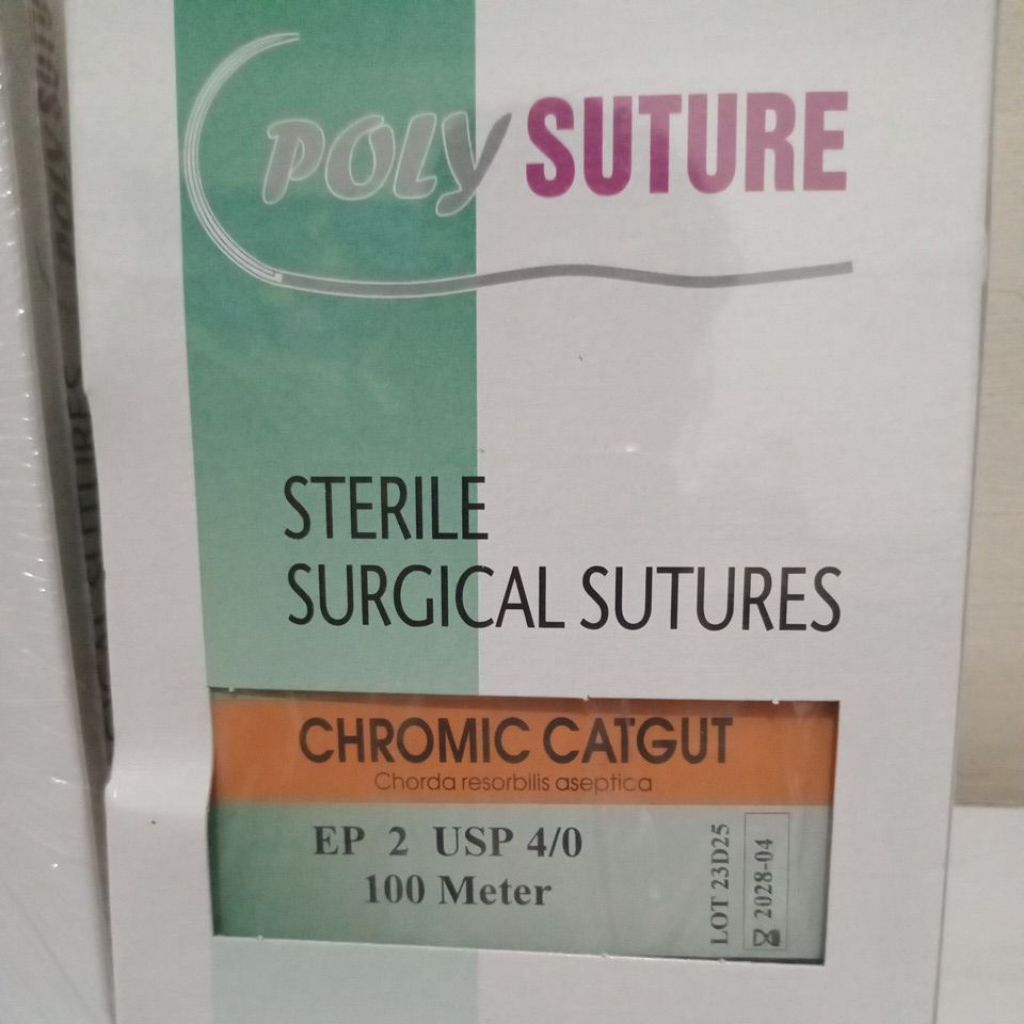 POLY SUTURE
STERILE
SURGICAL SUTURES
CHROMIC CATGUT
Chorda resorbilis aseptica
EP 2 USP 4/0
100 Meter
LOT 23D25
2028-04